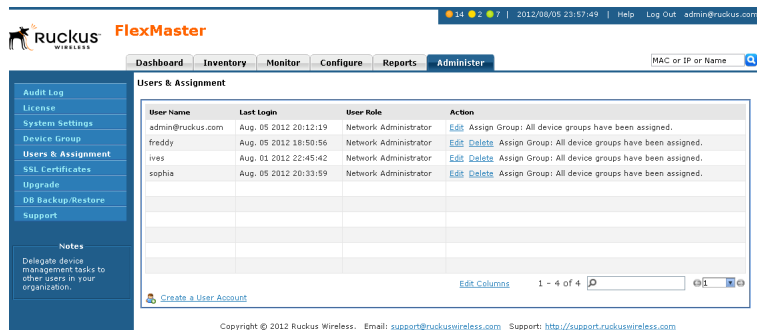 14 2 7 | 2012/08/05 23:57:49 | Help Log Out admin@ruckus.com
Ruckus WIRELESS
FlexMaster
Dashboard Inventory Monitor Configure Reports Administer
MAC or IP or Name
Audit Log
License
System Settings
Device Group
Users & Assignment
SSL Certificates
Upgrade
DB Backup/Restore
Support
Notes
Delegate device
management tasks to
other users in your
organization.
Users & Assignment
User Name Last Login User Role Action
admin@ruckus.com Aug. 05 2012 20:12:19 Network Administrator Edit Assign Group: All device groups have been assigned.
freddy Aug. 05 2012 18:50:56 Network Administrator Edit Delete Assign Group: All device groups have been assigned.
ives Aug. 01 2012 22:45:42 Network Administrator Edit Delete Assign Group: All device groups have been assigned.
sophia Aug. 05 2012 20:33:59 Network Administrator Edit Delete Assign Group: All device groups have been assigned.
Edit Columns 1 - 4 of 4 1
Create a User Account
Copyright © 2012 Ruckus Wireless. Email: support@ruckuswireless.com Support: http://support.ruckuswireless.com